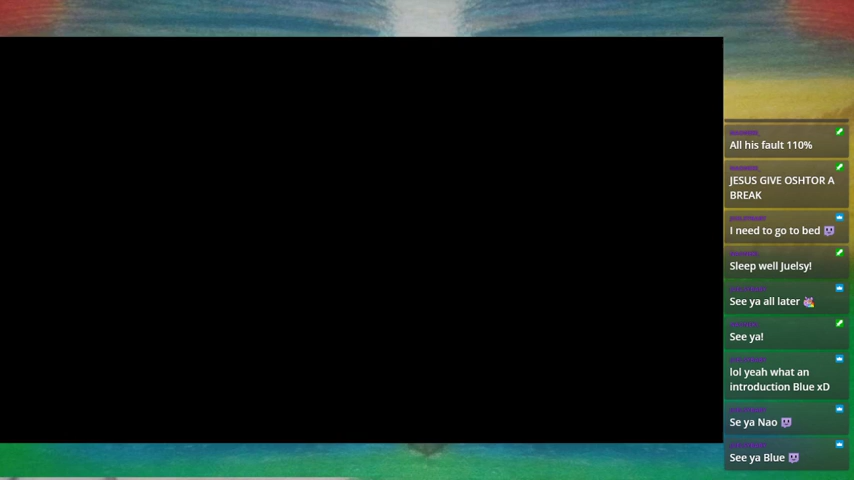 All his fault 110%
JESUS GIVE OSHTOR A
BREAK
I need to go to bed
Sleep well Juelsy!
See ya all later
See ya!
lol yeah what an
introduction Blue xD
Se ya Nao
See ya Blue